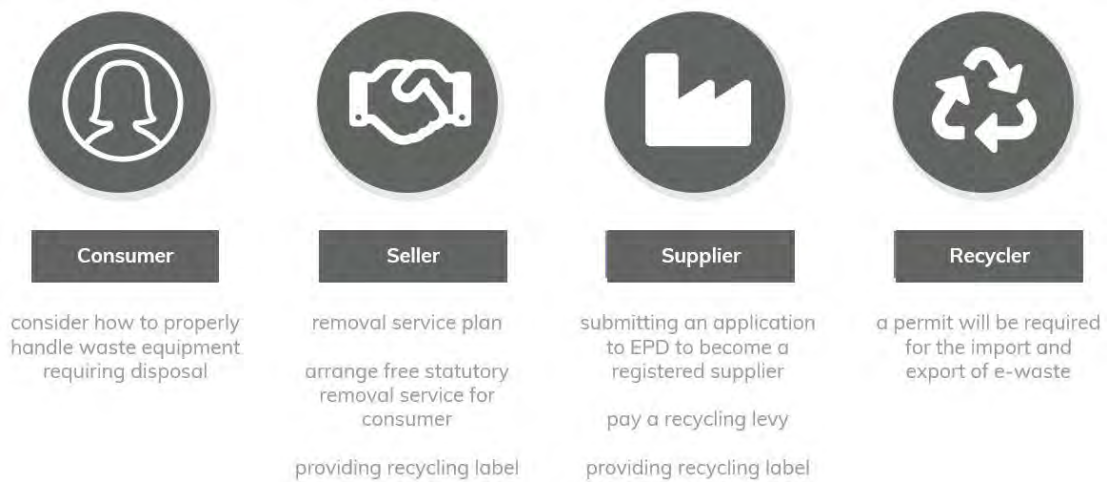 Consumer
consider how to properly
handle waste equipment
requiring disposal
Seller
removal service plan
arrange free statutory
removal service for
consumer
providing recycling label
Supplier
submitting an application
to EPD to become a
registered supplier
pay a recycling levy
providing recycling label
Recycler
a permit will be required
for the import and
export of e-waste